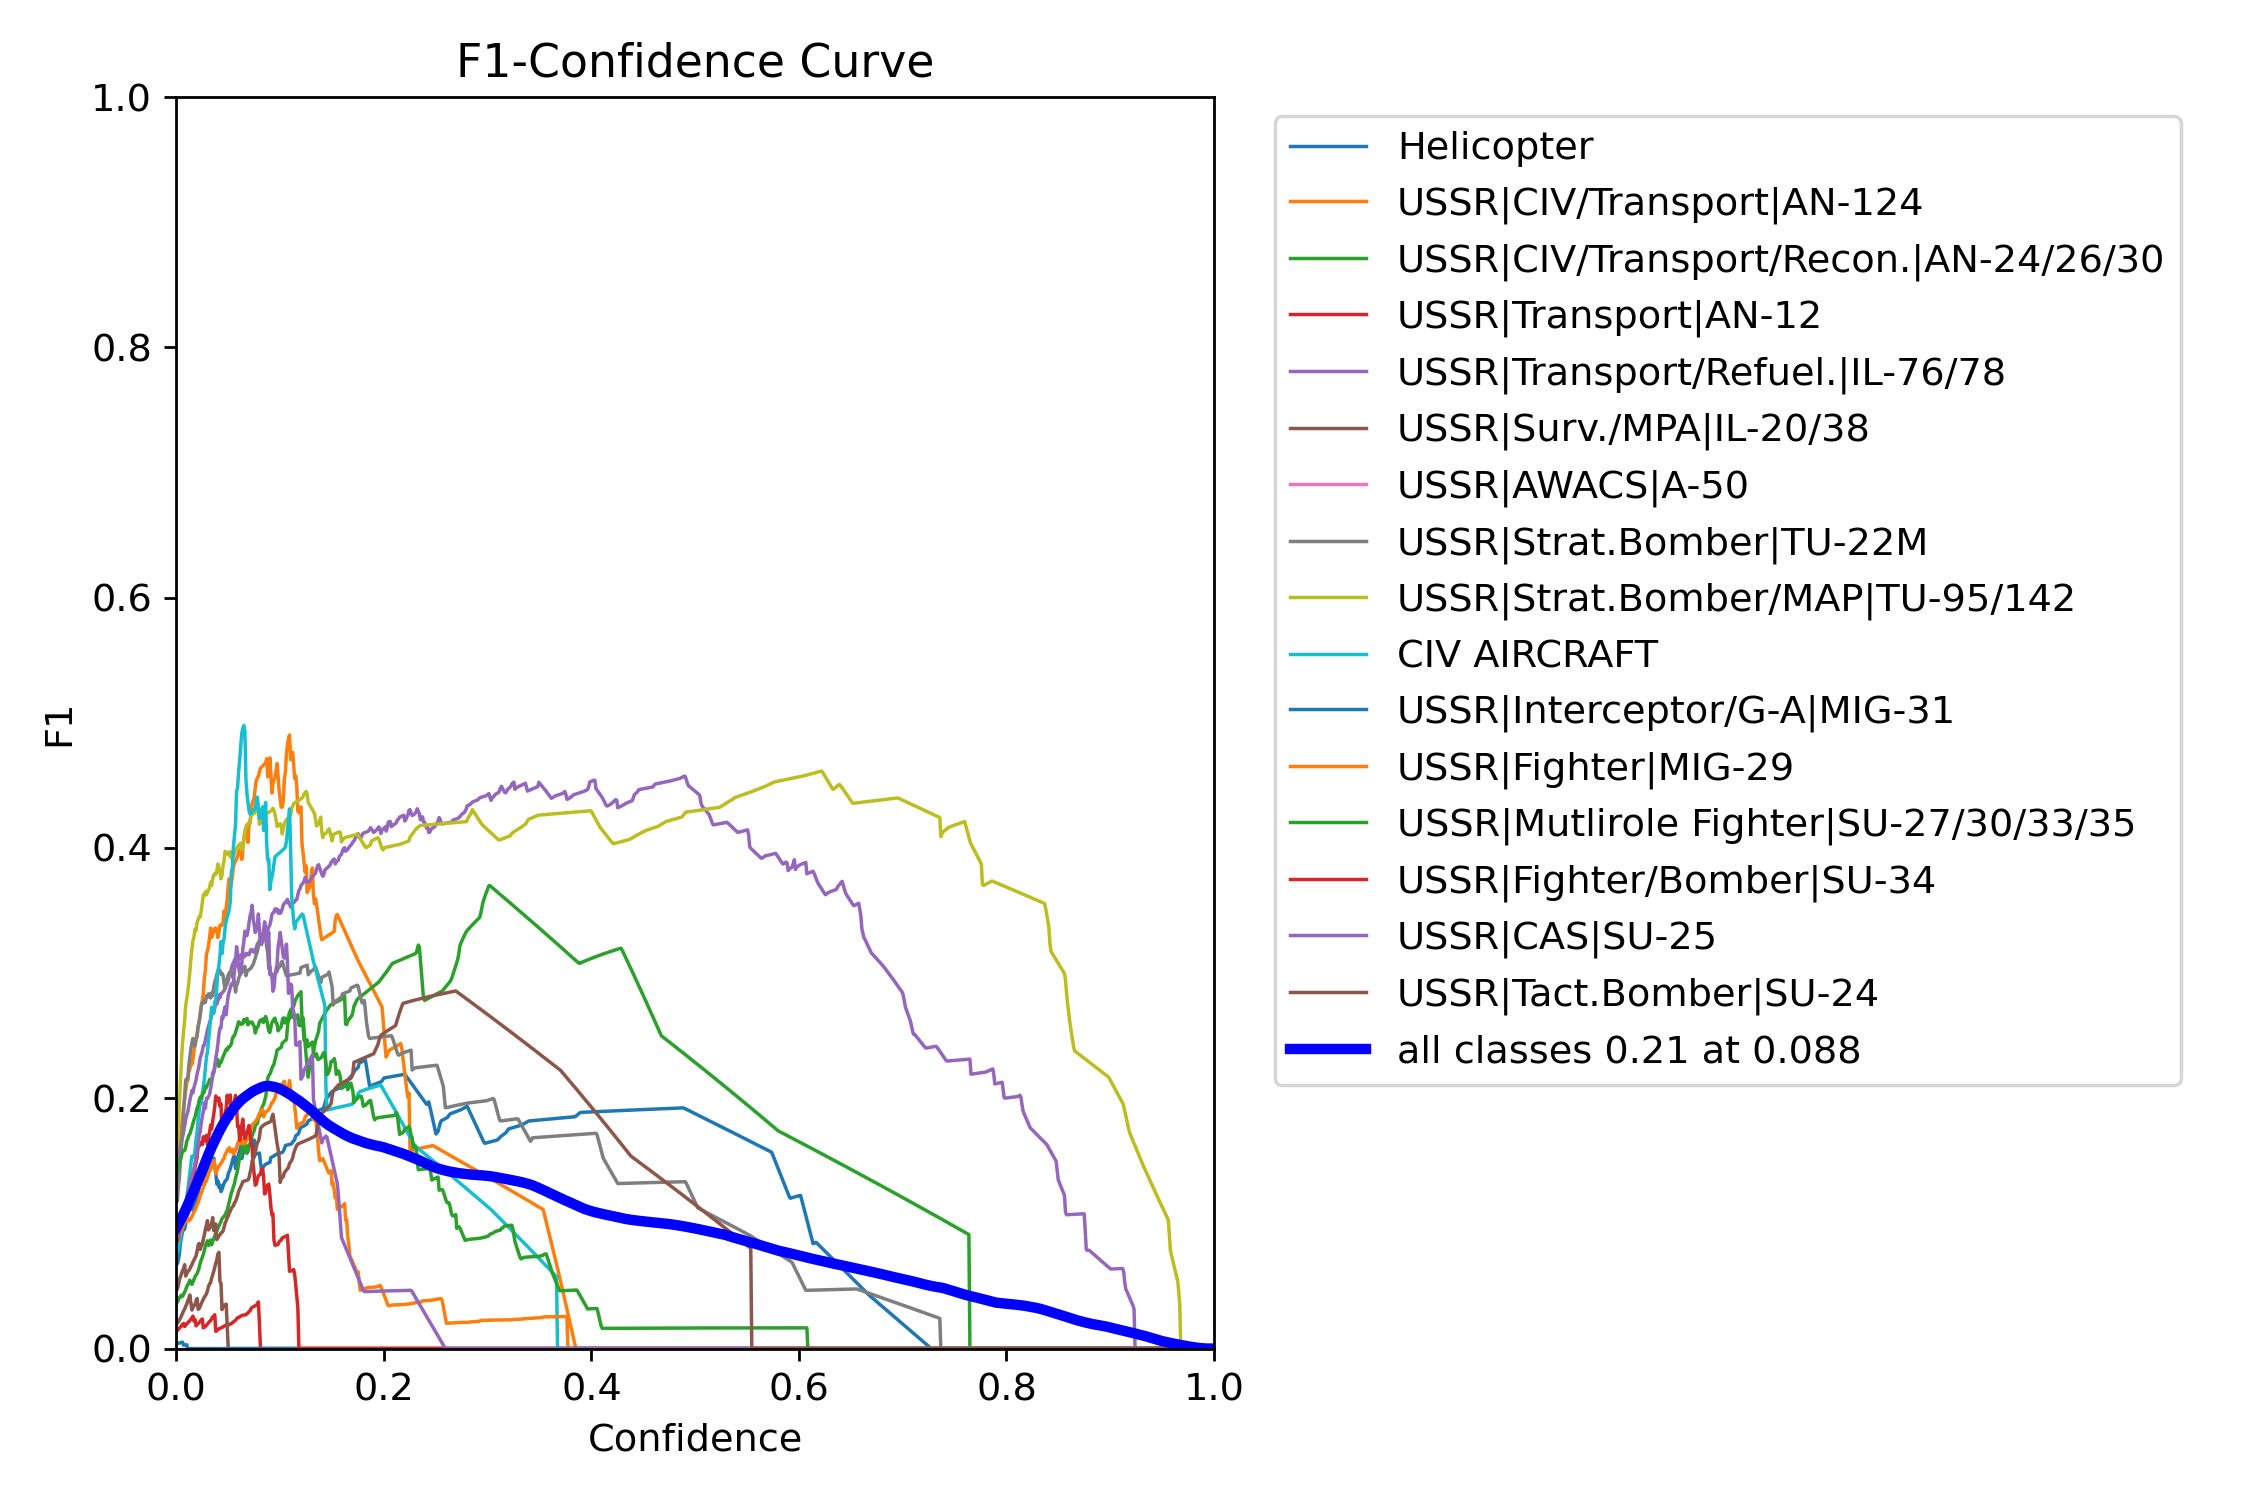 F1-Confidence Curve
1.0
0.8
0.6
0.4
0.2
0.0
F1
0.0 0.2 0.4 0.6 0.8 1.0
Confidence
Helicopter
USSR|CIV/Transport|AN-124
USSR|CIV/Transport/Recon.|AN-24/26/30
USSR|Transport|AN-12
USSR|Transport/Refuel.|IL-76/78
USSR|Surv./MPA|IL-20/38
USSR|AWACS|A-50
USSR|Strat.Bomber|TU-22M
USSR|Strat.Bomber/MAP|TU-95/142
CIV AIRCRAFT
USSR|Interceptor/G-A|MIG-31
USSR|Fighter|MIG-29
USSR|Mutlirole Fighter|SU-27/30/33/35
USSR|Fighter/Bomber|SU-34
USSR|CAS|SU-25
USSR|Tact.Bomber|SU-24
all classes 0.21 at 0.088